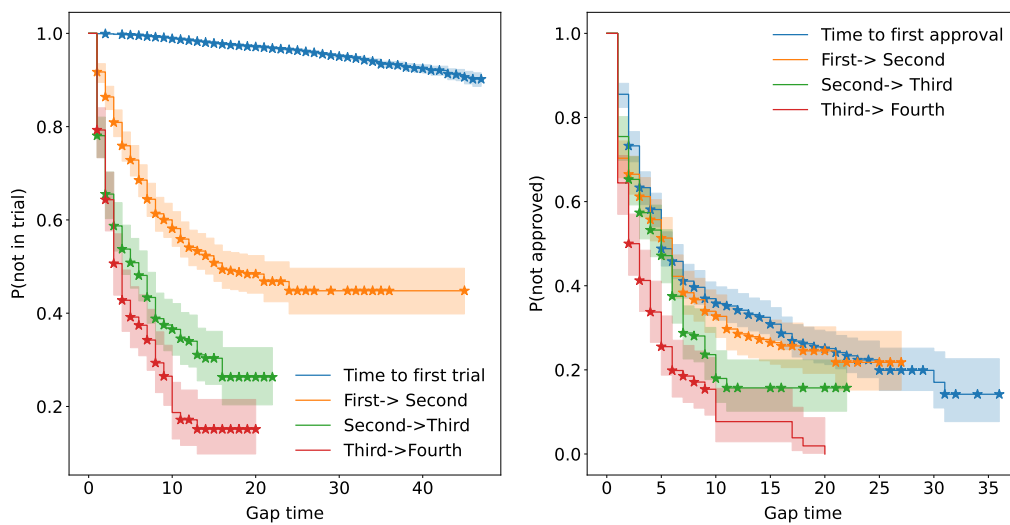 1.0
0.8
0.6
0.4
0.2
P(not in trial)
0
20
40
Gap time
Time to first trial
First-> Second
Second->Third
Third->Fourth
1.0
0.8
0.6
0.4
0.2
0.0
P(not approved)
0
5
10
15
20
25
30
35
Gap time
Time to first approval
First-> Second
Second-> Third
Third-> Fourth